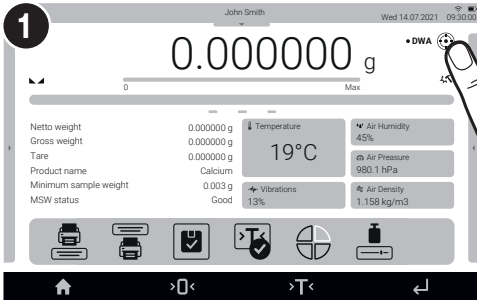 1
John Smith
Wed 14.07.2021 09:30:00
0.000000 g
• DWA
0
Max
Netto weight 0.000000 g
Gross weight 0.000000 g
Tare 0.000000 g
Product name Calcium
Minimum sample weight 0.003 g
MSW status Good
Temperature
19°C
Air Humidity
45%
Air Preasure
980.1 hPa
Vibrations
13%
Air Density
1.158 kg/m3
>T<
>0<
>T<